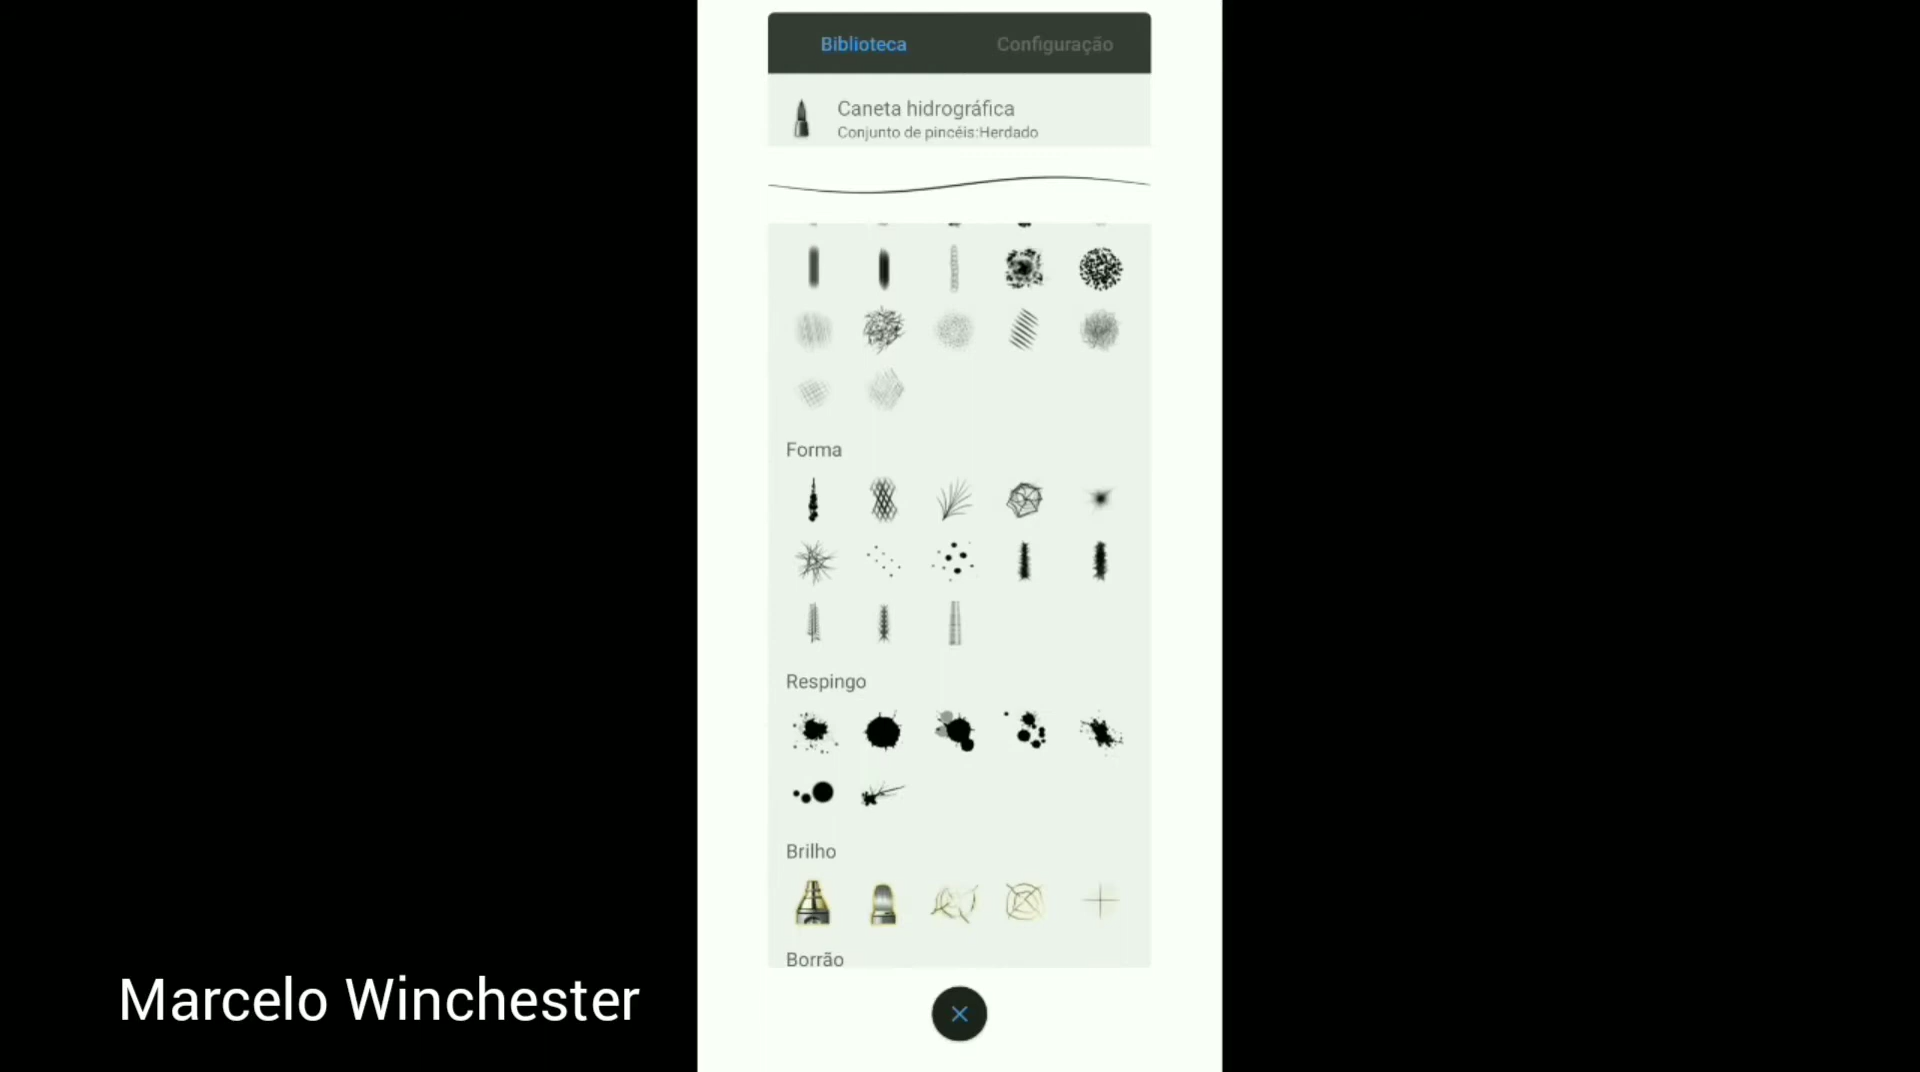 Biblioteca
Configuração
Caneta hidrográfica
Conjunto de pincéis:Herdado
Forma
Respingo
Brilho
Borrão
Marcelo Winchester